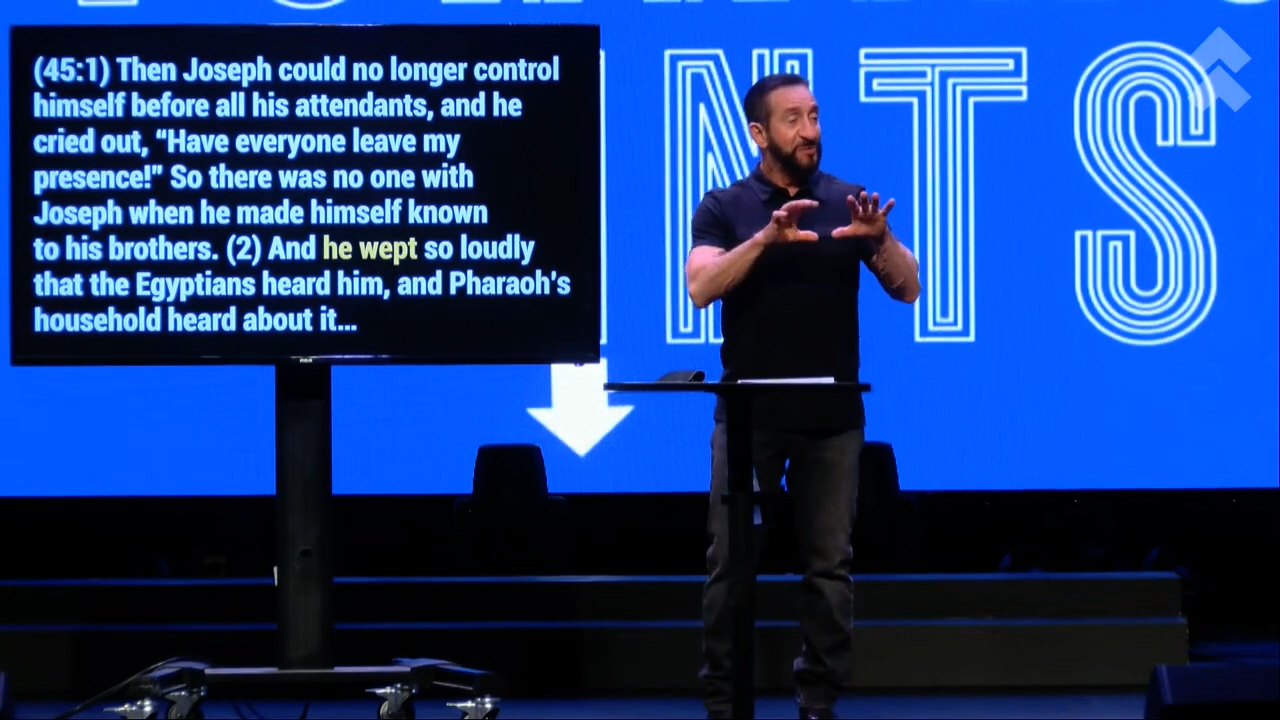 (45:1) Then Joseph could no longer control
himself before all his attendants, and he
cried out, “Have everyone leave my
presence!” So there was no one with
Joseph when he made himself known
to his brothers. (2) And he wept so loudly
that the Egyptians heard him, and Pharaoh's
household heard about it...
NTS
RCA